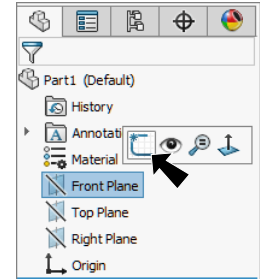 Part1 (Default)
History
Annotati
Material
Front Plane
Top Plane
Right Plane
Origin